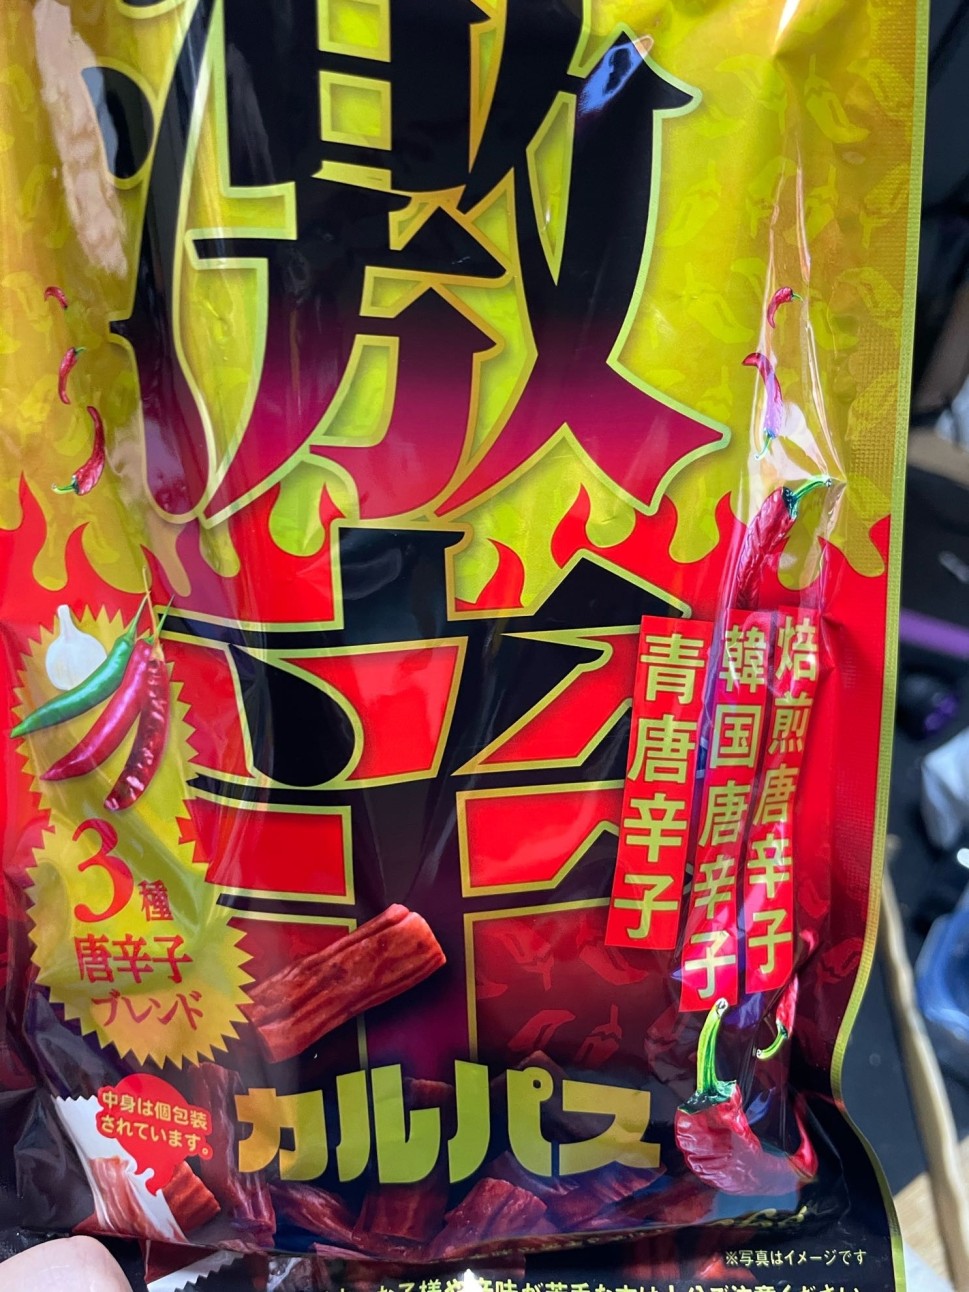 激辛
焙煎唐辛子
韓国唐辛子
青唐辛子
3種
唐辛子
ブレンド
カルパス
中身は個包装
されています。
※写真はイメージです